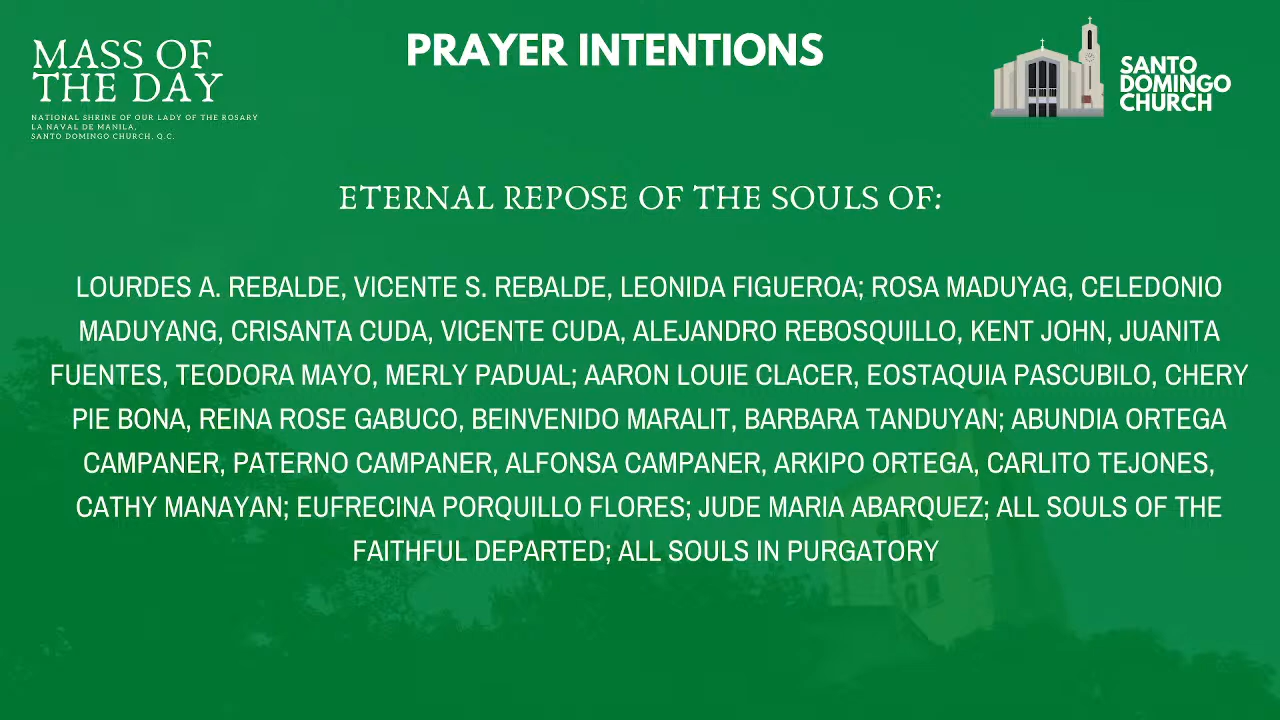 MASS OF
THE DAY
NATIONAL SHRINE OF OUR LADY OF THE ROSARY
LA NAVAL DE MANILA,
SANTO DOMINGO CHURCH, Q.C.
PRAYER INTENTIONS
SANTO
DOMINGO
CHURCH
ETERNAL REPOSE OF THE SOULS OF:
LOURDES A. REBALDE, VICENTE S. REBALDE, LEONIDA FIGUEROA; ROSA MADUYAG, CELEDONIO
MADUYANG, CRISANTA CUDA, VICENTE CUDA, ALEJANDRO REBOSQUILLO, KENT JOHN, JUANITA
FUENTES, TEODORA MAYO, MERLY PADUAL; AARON LOUIE CLACER, EOSTAQUIA PASCUBILO, CHERY
PIE BONA, REINA ROSE GABUCO, BEINVENIDO MARALIT, BARBARA TANDUYAN; ABUNDIA ORTEGA
CAMPANER, PATERNO CAMPANER, ALFONSA CAMPANER, ARKIPO ORTEGA, CARLITO TEJONES,
CATHY MANAYAN; EUFRECINA PORQUILLO FLORES; JUDE MARIA ABARQUEZ; ALL SOULS OF THE
FAITHFUL DEPARTED; ALL SOULS IN PURGATORY